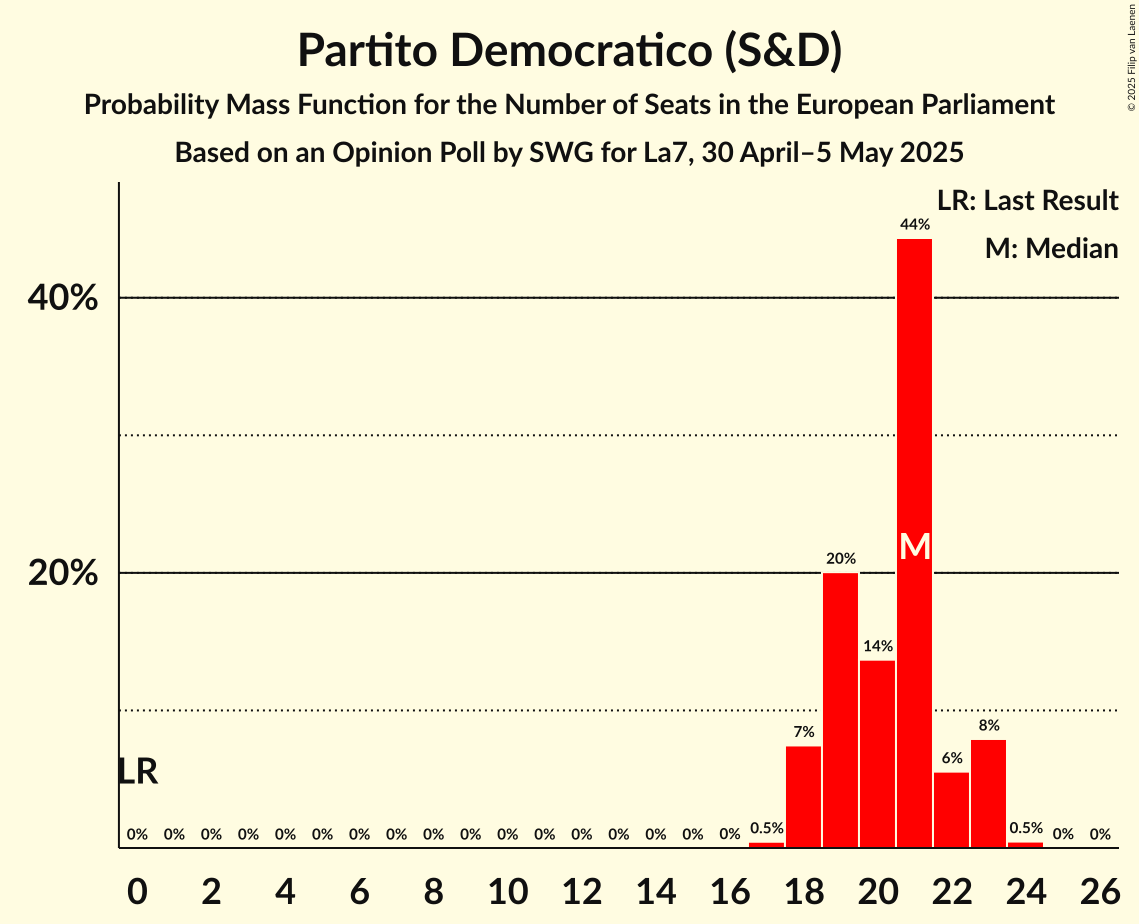 Partito Democratico (S&D)
Probability Mass Function for the Number of Seats in the European Parliament
Based on an Opinion Poll by SWG for La7, 30 April–5 May 2025
© 2025 Filip van Laenen
LR: Last Result
M: Median
44%
40%
M
20%
20%
14%
8%
7%
6%
LR
0% 0% 0% 0% 0% 0% 0% 0% 0% 0% 0% 0% 0% 0% 0% 0% 0% 0.5% 0.5% 0% 0%
0 2 4 6 8 10 12 14 16 18 20 22 24 26